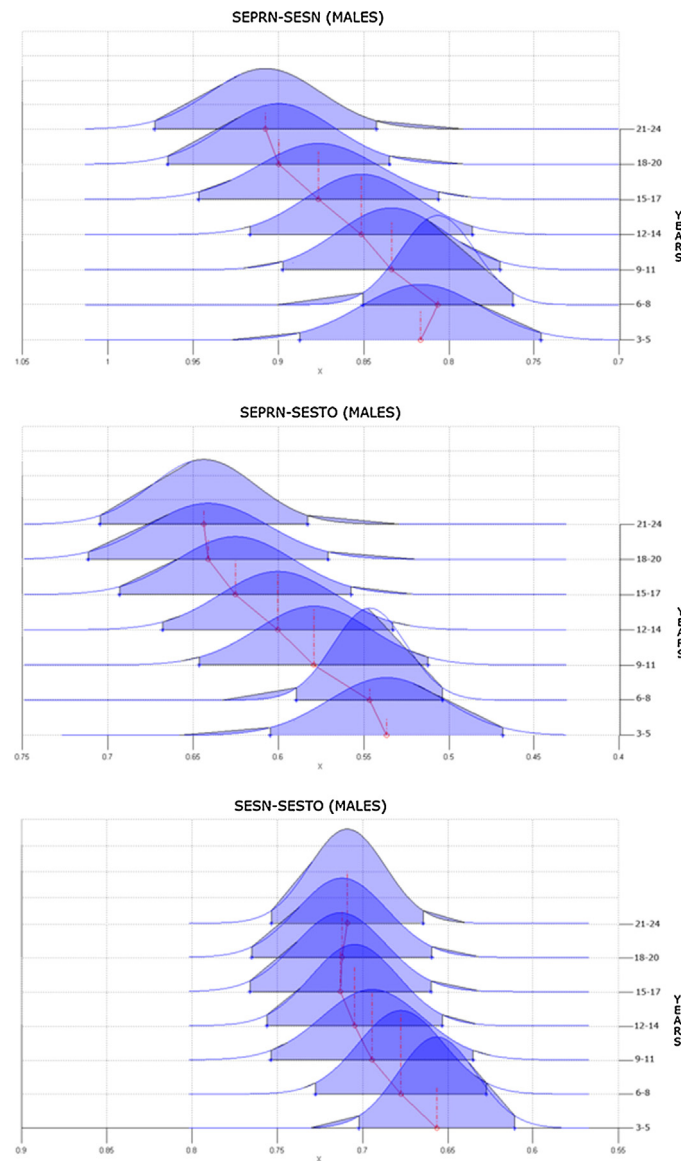 SEPRN-SESN (MALES)
21-24
18-20
15-17
12-14
9-11
6-8
3-5
YEARS
1.05 1 0.95 0.9 0.85 0.8 0.75 0.7
X
SEPRN-SESTO (MALES)
21-24
18-20
15-17
12-14
9-11
6-8
3-5
YEARS
0.75 0.7 0.65 0.6 0.55 0.5 0.45 0.4
X
SESN-SESTO (MALES)
21-24
18-20
15-17
12-14
9-11
6-8
3-5
YEARS
0.9 0.85 0.8 0.75 0.7 0.65 0.6 0.55
X